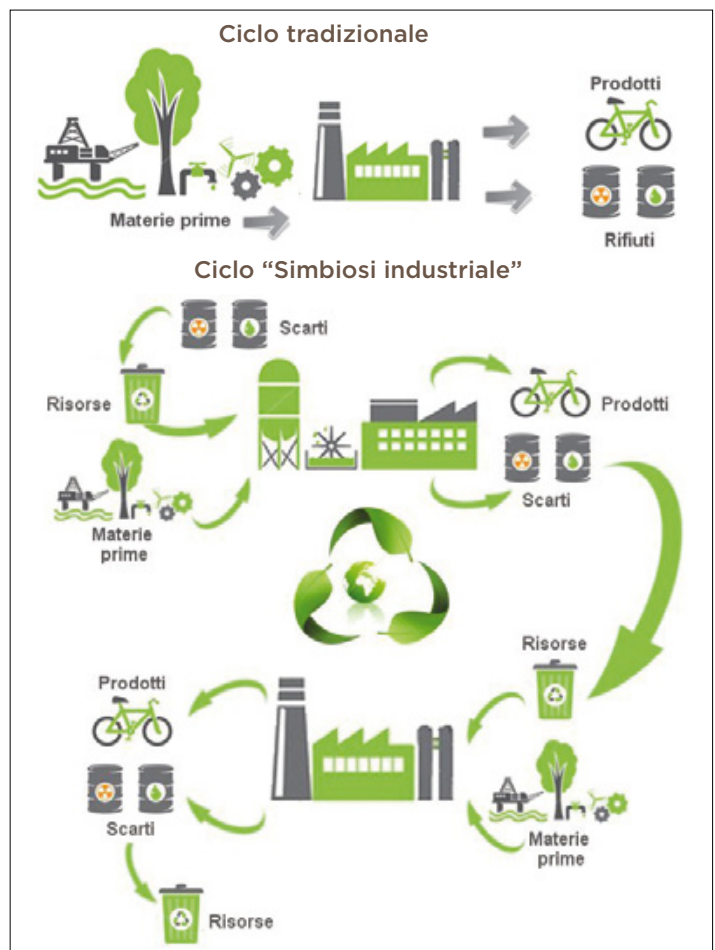 Ciclo tradizionale
Prodotti
Materie prime
Rifiuti
Ciclo “Simbiosi industriale”
Scarti
Risorse
Prodotti
Scarti
Materie
prime
Risorse
Prodotti
Scarti
Materie
prime
Risorse